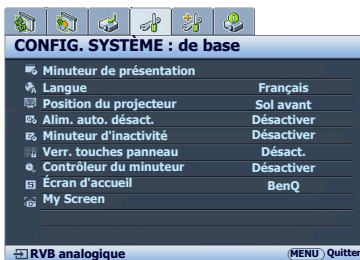 CONFIG. SYSTÈME : de base
Minuteur de présentation
Langue Français
Position du projecteur Sol avant
Alim. auto. désact. Désactiver
Minuteur d'inactivité Désactiver
Verr. touches panneau Désact.
Contrôleur du minuteur Désactiver
Écran d'accueil BenQ
My Screen
RVB analogique MENU Quitter